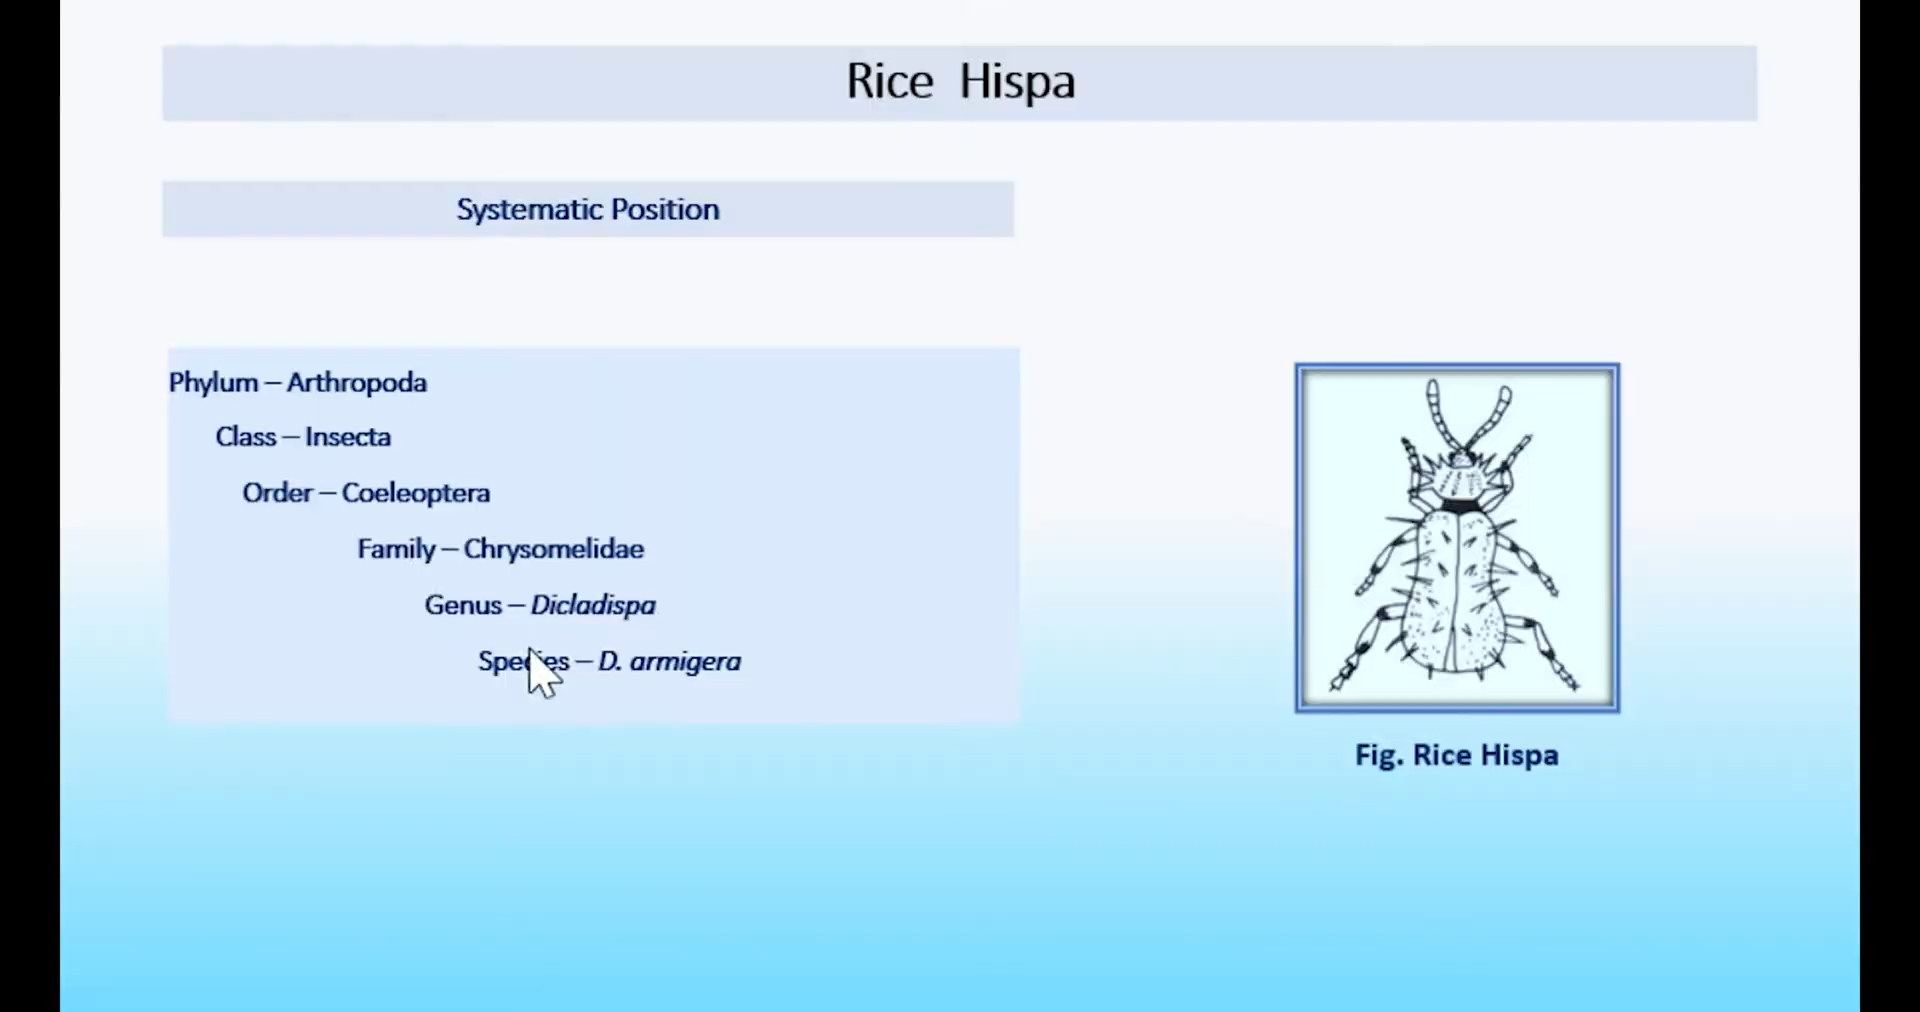 Rice Hispa
Systematic Position
Phylum – Arthropoda
Class – Insecta
Order – Coeleoptera
Family – Chrysomelidae
Genus – Dicladispa
Species – D. armigera
Fig. Rice Hispa